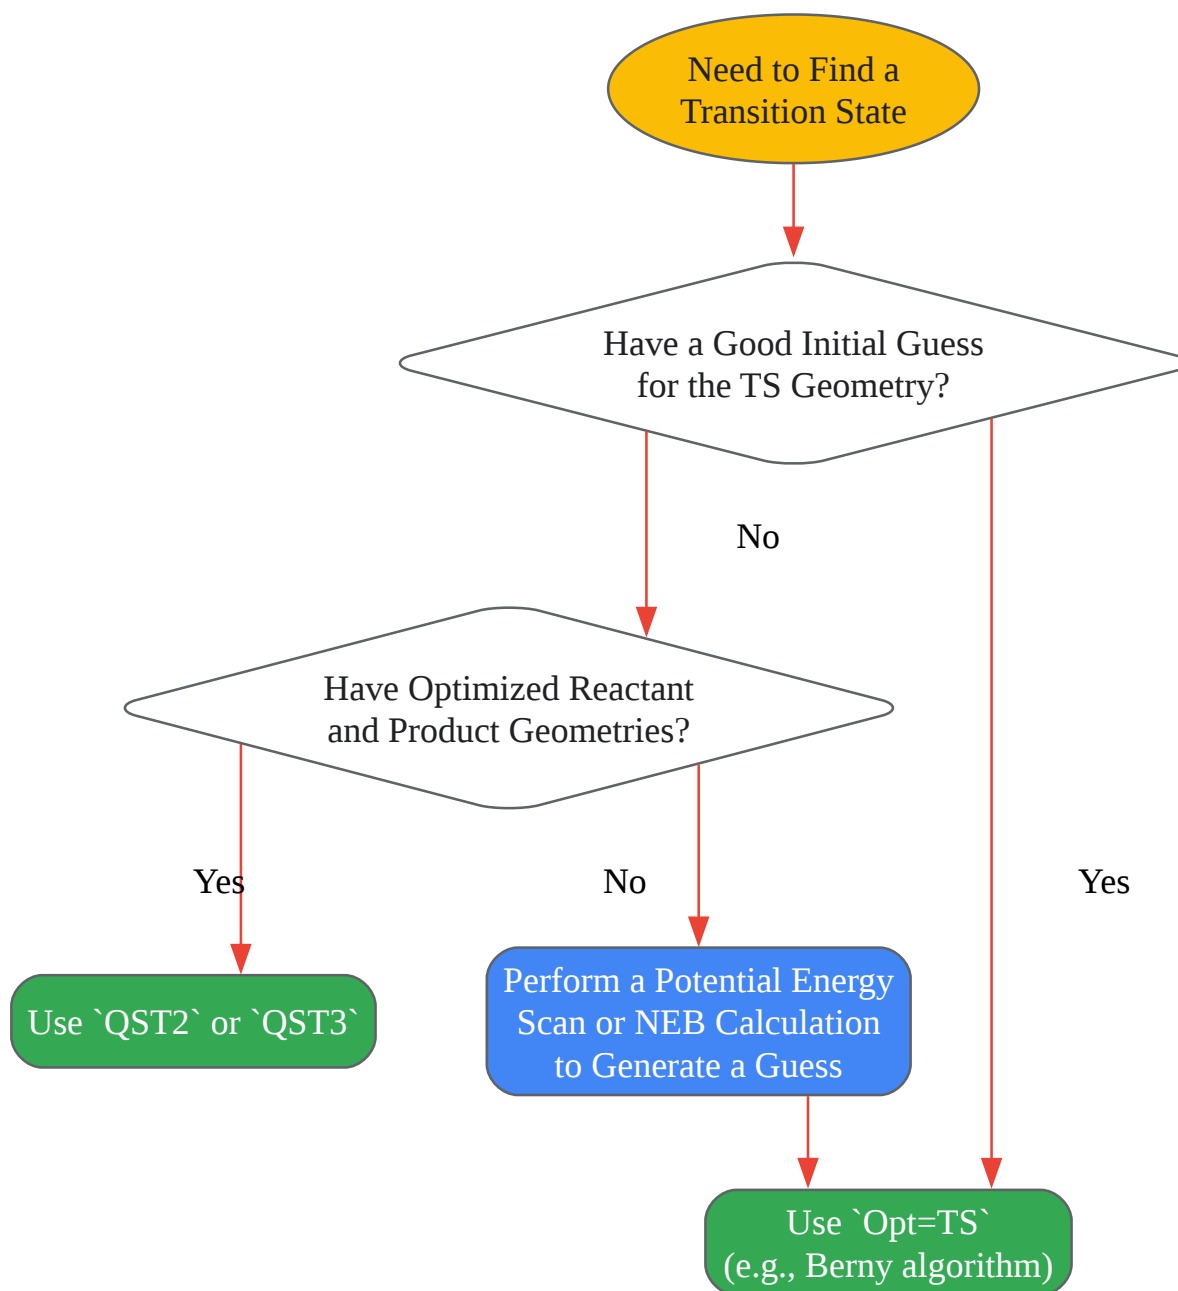 Need to Find a
Transition State
Have a Good Initial Guess
for the TS Geometry?
No
Have Optimized Reactant
and Product Geometries?
Yes
No
Yes
Use `QST2` or `QST3`
Perform a Potential Energy
Scan or NEB Calculation
to Generate a Guess
Use `Opt=TS`
(e.g., Berny algorithm)